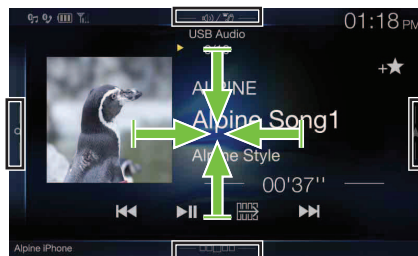 01:18 PM
USB Audio
ALPINE
Alpine Song1
Alpine Style
00'37''
Alpine iPhone